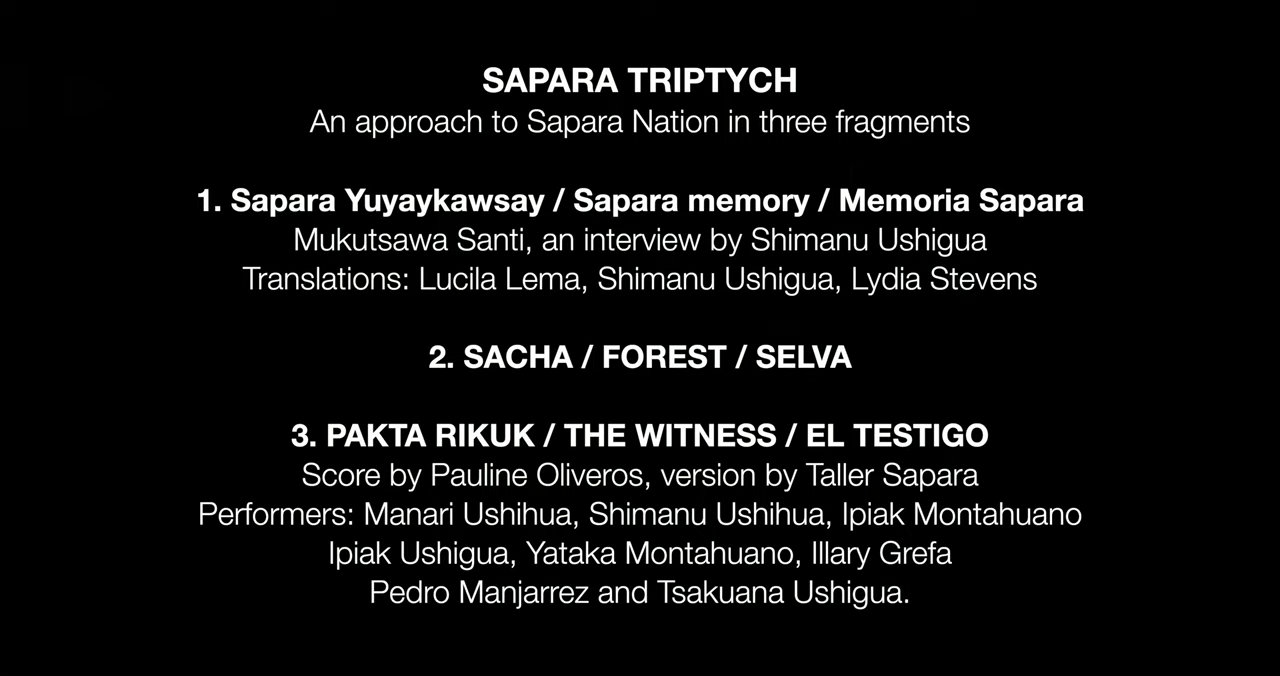 SAPARA TRIPTYCH
An approach to Sapara Nation in three fragments
1. Sapara Yuyaykawsay / Sapara memory / Memoria Sapara
Mukutsawa Santi, an interview by Shimanu Ushigua
Translations: Lucila Lema, Shimanu Ushigua, Lydia Stevens
2. SACHA / FOREST / SELVA
3. PAKTA RIKUK / THE WITNESS / EL TESTIGO
Score by Pauline Oliveros, version by Taller Sapara
Performers: Manari Ushihua, Shimanu Ushihua, Ipiak Montahuano
Ipiak Ushigua, Yataka Montahuano, Illary Grefa
Pedro Manjarrez and Tsakuana Ushigua.